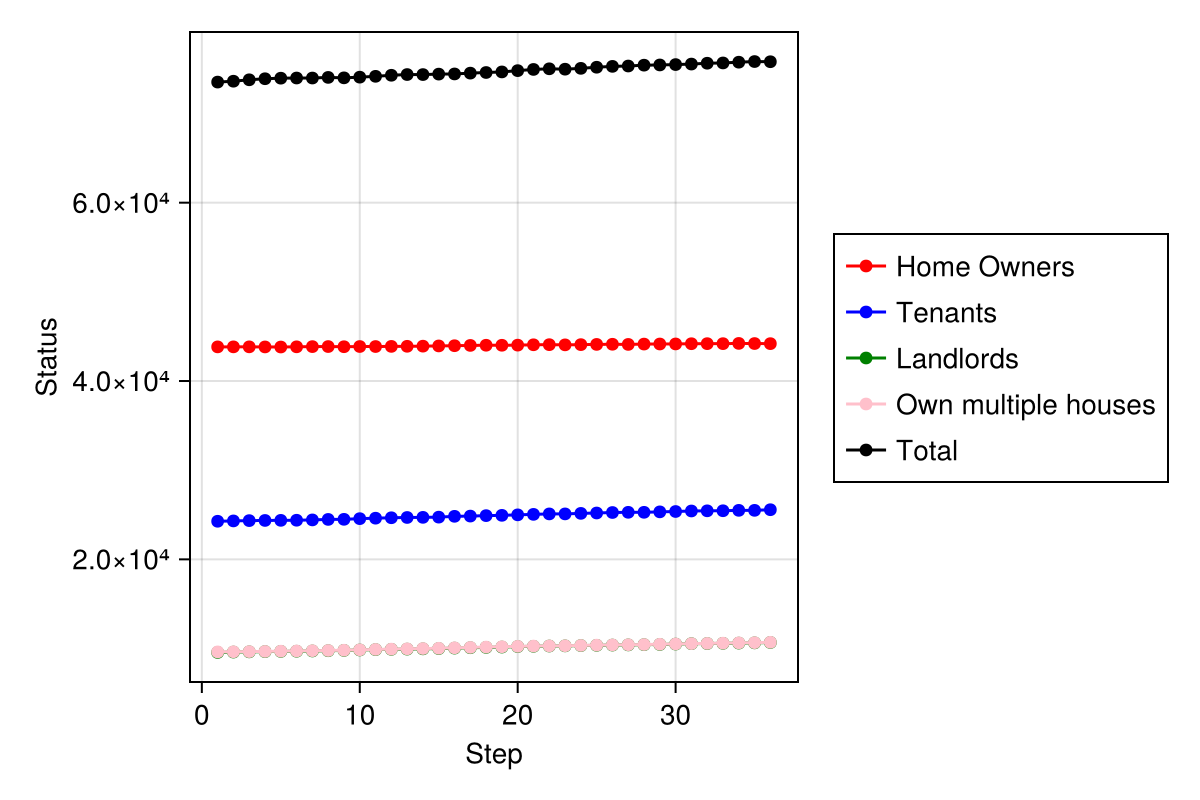 6.0×10⁴
4.0×10⁴
2.0×10⁴
Status
0 10 20 30
Step
Home Owners
Tenants
Landlords
Own multiple houses
Total